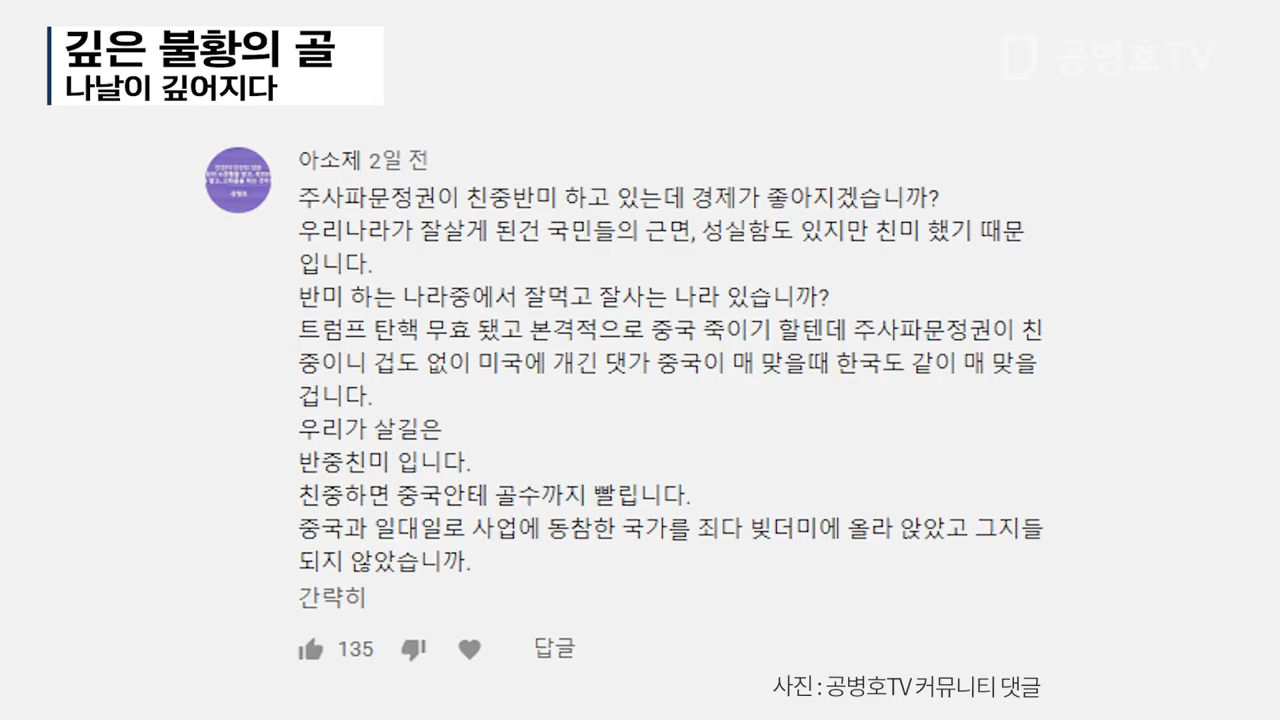 깊은 불황의 골
나날이 깊어지다
공병호TV
아소제 2일 전
주사파문정권이 친중반미 하고 있는데 경제가 좋아지겠습니까?
우리나라가 잘살게 된건 국민들의 근면, 성실함도 있지만 친미 했기 때문
입니다.
반미 하는 나라중에서 잘먹고 잘사는 나라 있습니까?
트럼프 탄핵 무효 됐고 본격적으로 중국 죽이기 할텐데 주사파문정권이 친
중이니 겁도 없이 미국에 개긴 댓가 중국이 매 맞을때 한국도 같이 매 맞을
겁니다.
우리가 살길은
반중친미 입니다.
친중하면 중국안테 골수까지 빨립니다.
중국과 일대일로 사업에 동참한 국가를 죄다 빚더미에 올라 앉았고 그지들
되지 않았습니까.
간략히
135 답글
사진 : 공병호TV 커뮤니티 댓글